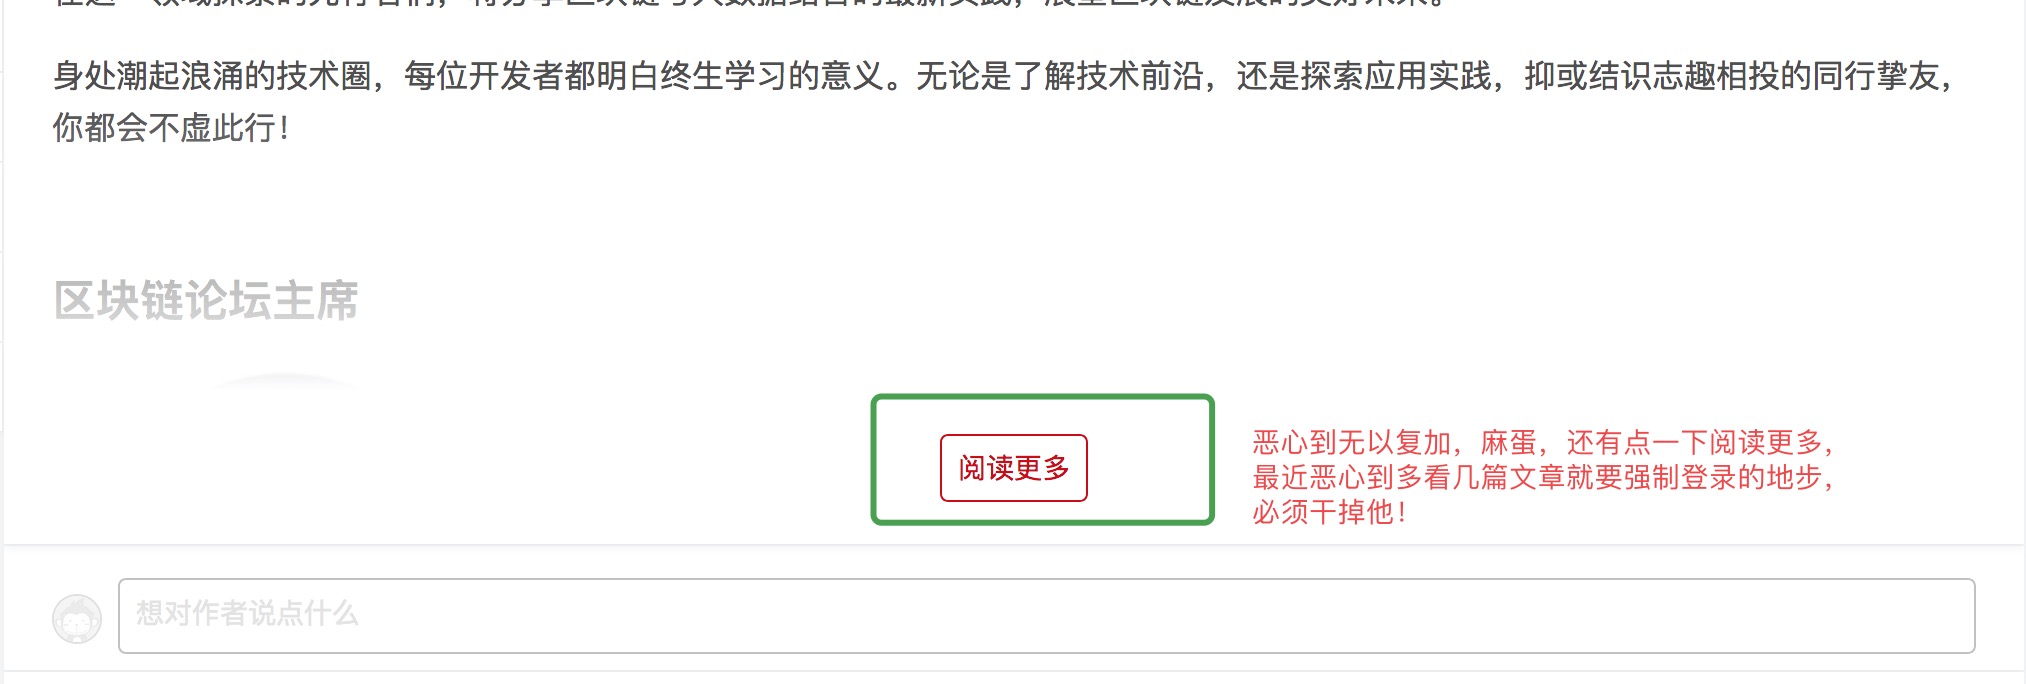 身处潮起浪涌的技术圈，每位开发者都明白终生学习的意义。无论是了解技术前沿，还是探索应用实践，抑或结识志趣相投的同行挚友，
你都会不虚此行！
区块链论坛主席
阅读更多
恶心到无以复加，麻蛋，还有点一下阅读更多，
最近恶心到多看几篇文章就要强制登录的地步，
必须干掉他！
想对作者说点什么